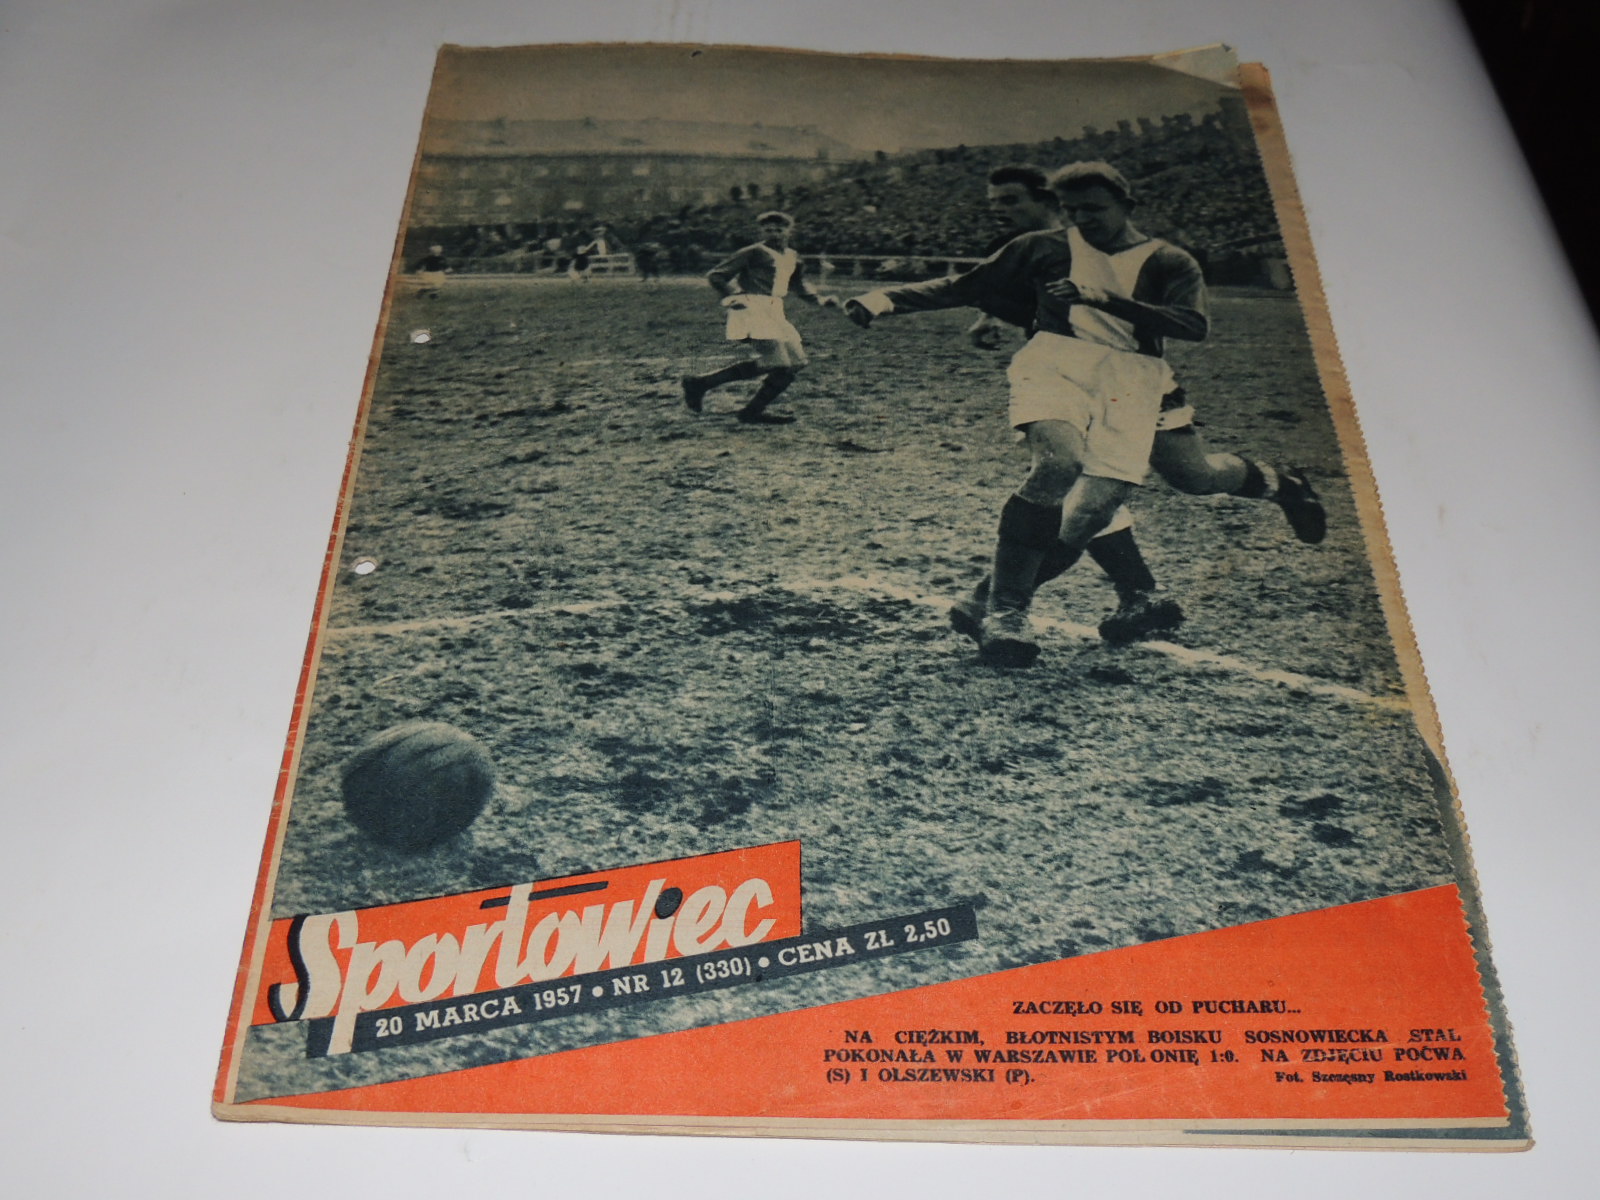 Sportowiec
20 MARCA 1957 • NR 12 (330) • CENA ZŁ 2,50
ZACZĘŁO SIĘ OD PUCHARU...
NA CIĘŻKIM, BŁOTNISTYM BOISKU SOSNOWIECKA STAL
POKONAŁA W WARSZAWIE POLONIĘ 1:0. NA ZDJĘCIU POĆWA
(S) I OLSZEWSKI (P).
Fot. Szczęsny Rostkowski